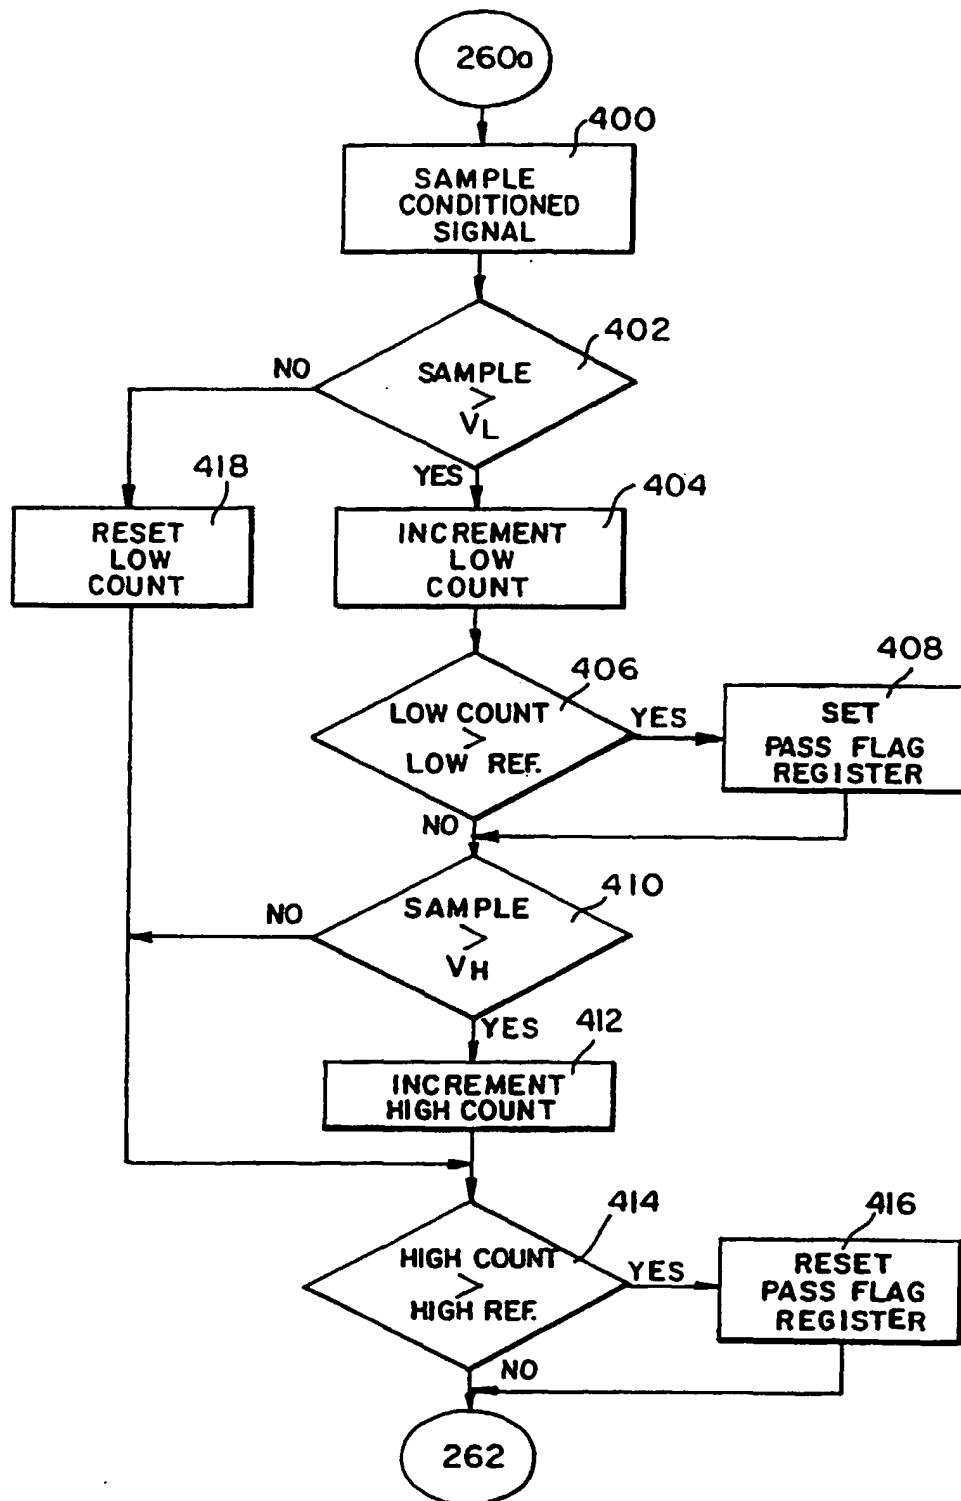 260a
400
SAMPLE
CONDITIONED
SIGNAL
402
NO
SAMPLE
>
VL
YES
418
404
RESET
LOW
COUNT
INCREMENT
LOW
COUNT
406
408
LOW COUNT
>
LOW REF.
YES
SET
PASS FLAG
REGISTER
NO
410
NO
SAMPLE
>
VH
YES
412
INCREMENT
HIGH COUNT
414
416
HIGH COUNT
>
HIGH REF.
YES
RESET
PASS FLAG
REGISTER
NO
262